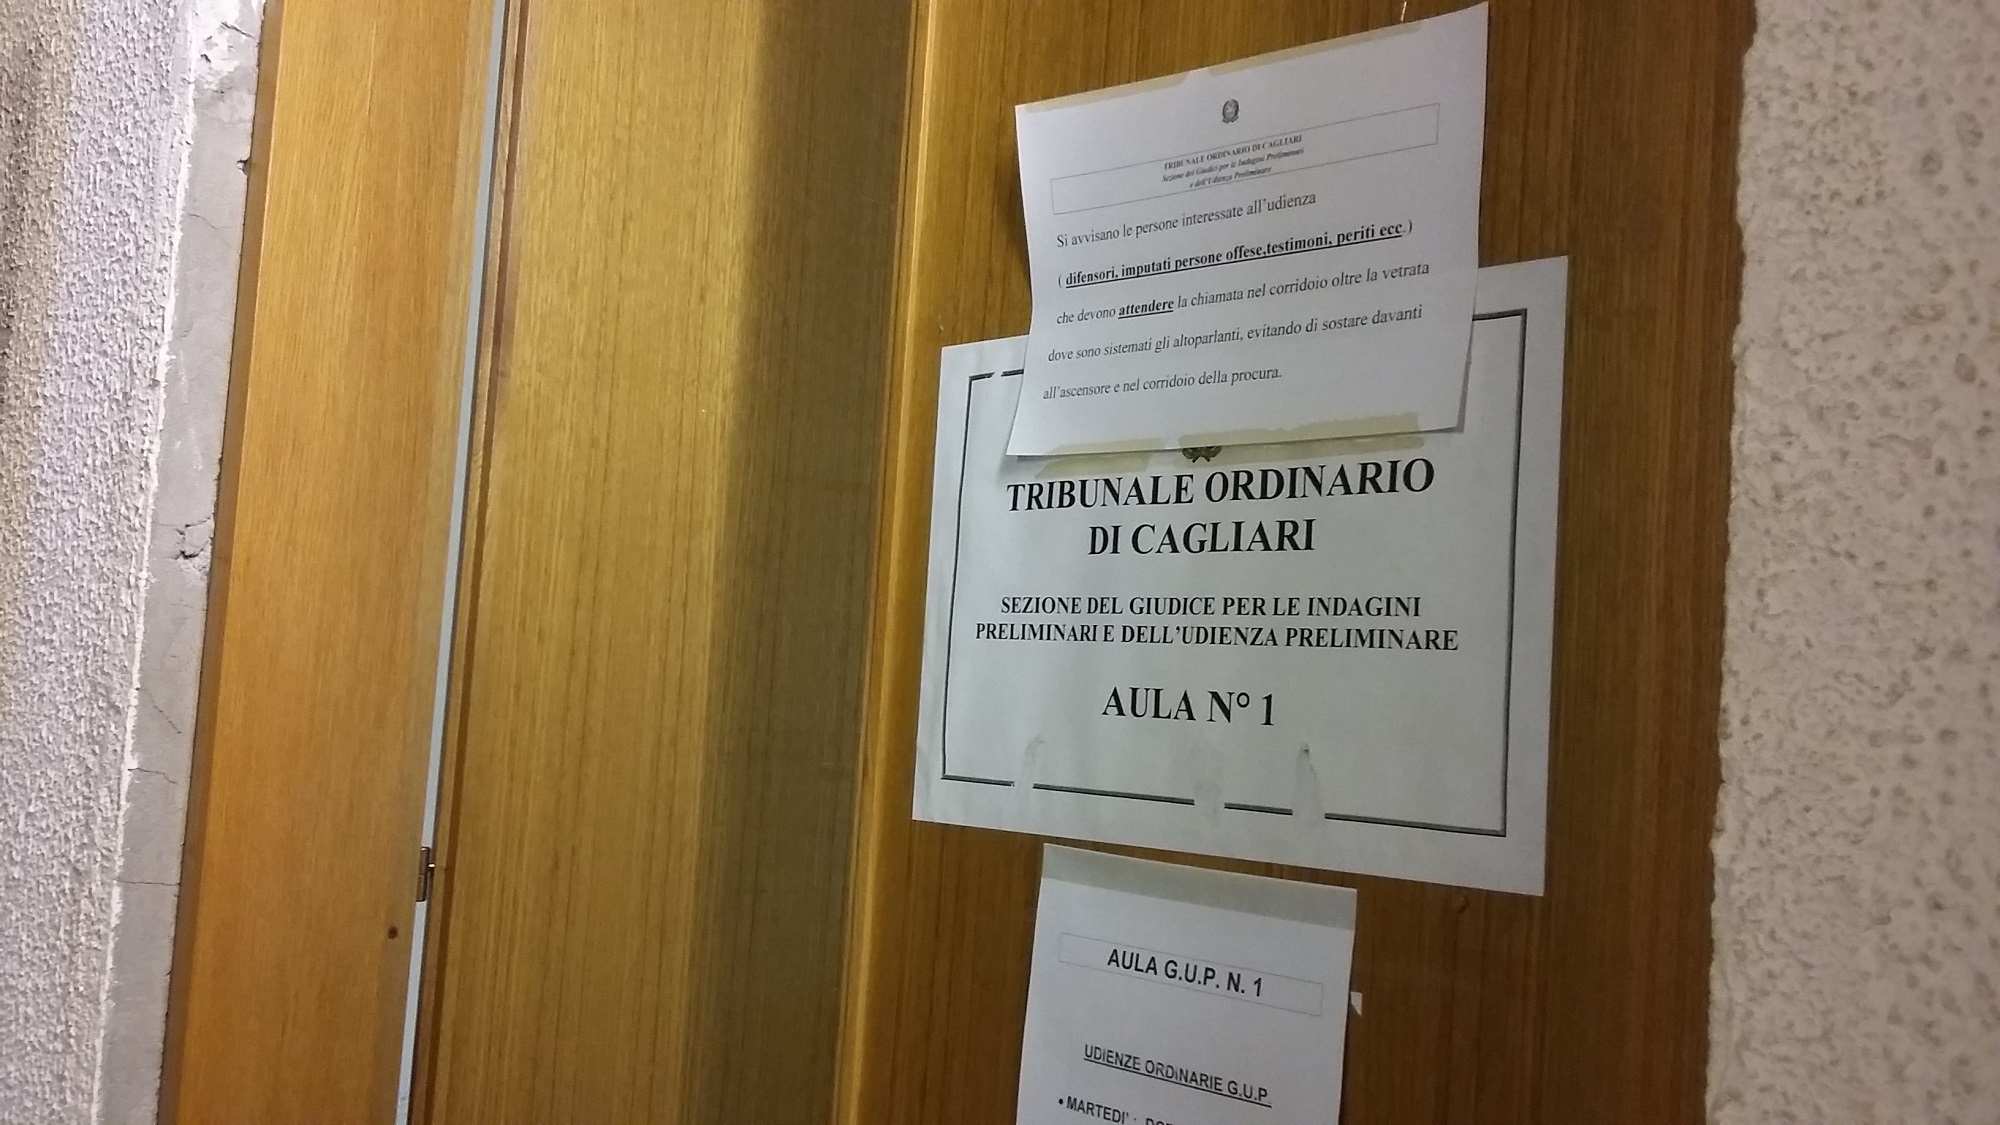 TRIBUNALE ORDINARIO DI CAGLIARI
Sezione dei Giudici per le Indagini Preliminari
e dell'Udienza Preliminare
Si avvisano le persone interessate all'udienza
( difensori, imputati persone offese,testimoni, periti ecc.)
che devono attendere la chiamata nel corridoio oltre la vetrata
dove sono sistemati gli altoparlanti, evitando di sostare davanti
all'ascensore e nel corridoio della procura.
TRIBUNALE ORDINARIO
DI CAGLIARI
SEZIONE DEL GIUDICE PER LE INDAGINI
PRELIMINARI E DELL'UDIENZA PRELIMINARE
AULA N° 1
AULA G.U.P. N. 1
UDIENZE ORDINARIE G.U.P
• MARTEDI' :